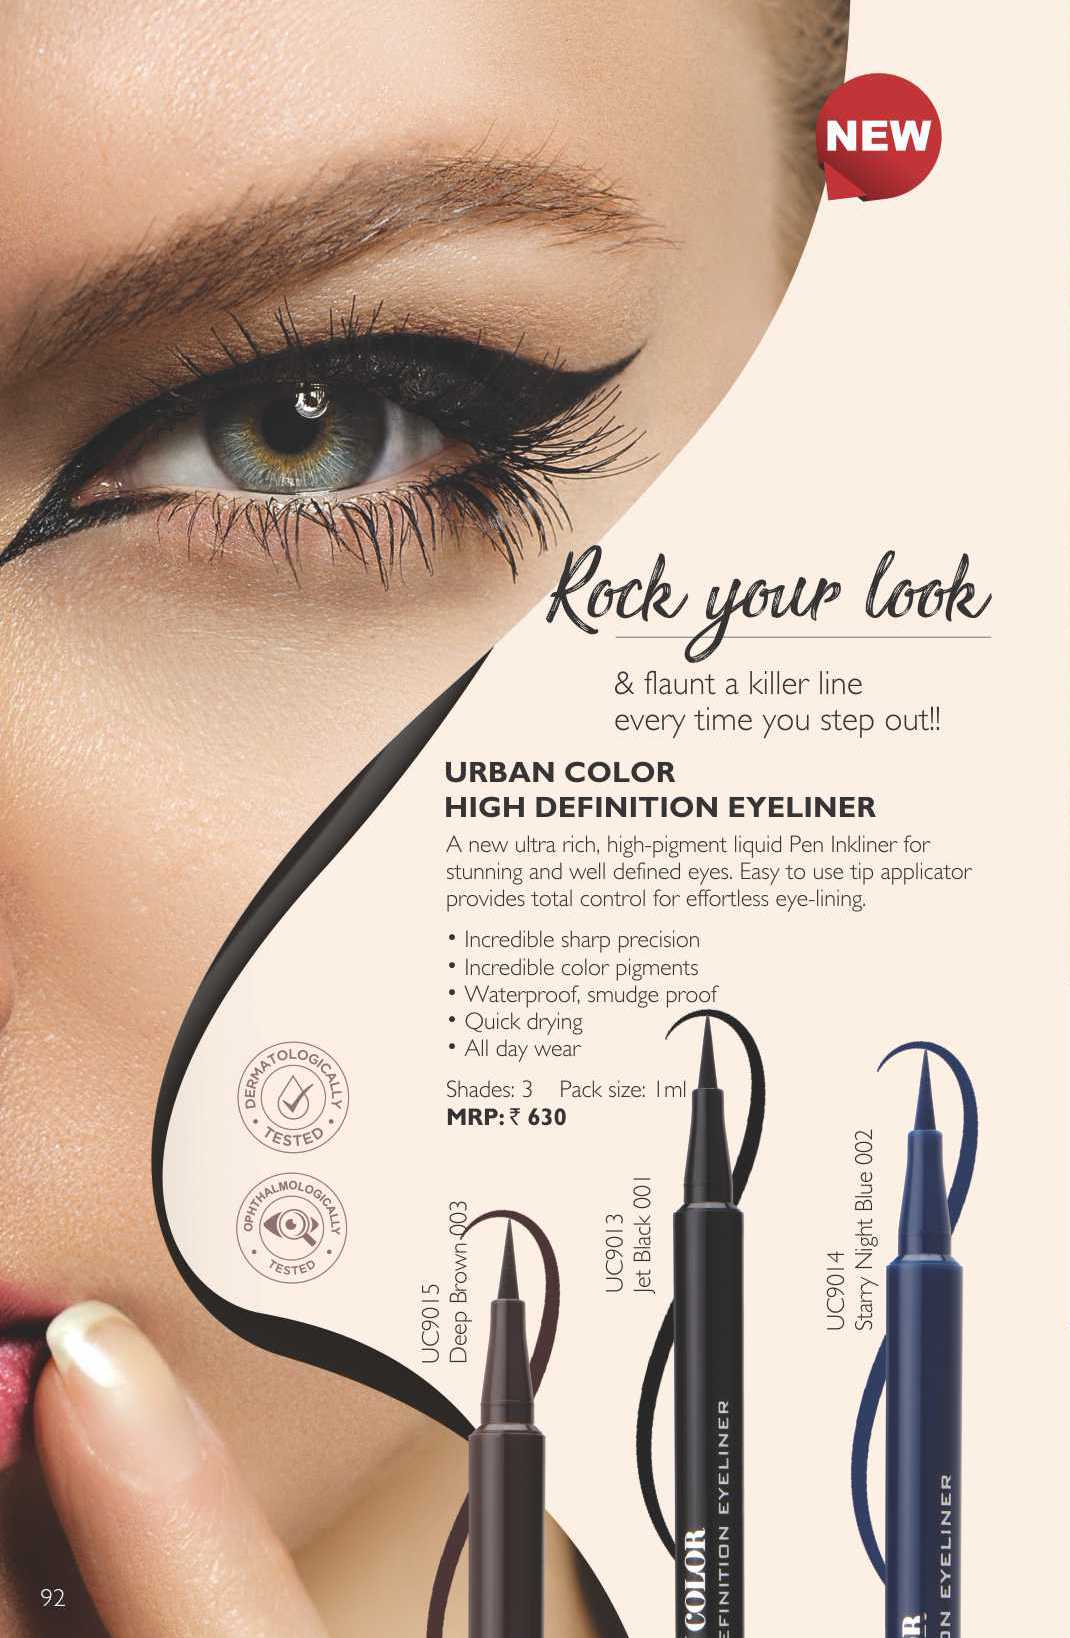 NEW
Rock your look
& flaunt a killer line
every time you step out!!
URBAN COLOR
HIGH DEFINITION EYELINER
A new ultra rich, high-pigment liquid Pen Inkliner for
stunning and well defined eyes. Easy to use tip applicator
provides total control for effortless eye-lining.
• Incredible sharp precision
• Incredible color pigments
• Waterproof, smudge proof
• Quick drying
• All day wear
Shades: 3 Pack size: 1ml
MRP: ₹ 630
DERMATOLOGICALLY
• TESTED •
OPHTHALMOLOGICALLY
• TESTED •
UC9015
Deep Brown 003
UC9013
Jet Black 001
UC9014
Starry Night Blue 002
COLOR
EFINITION EYELINER
R
ON EYELINER
92